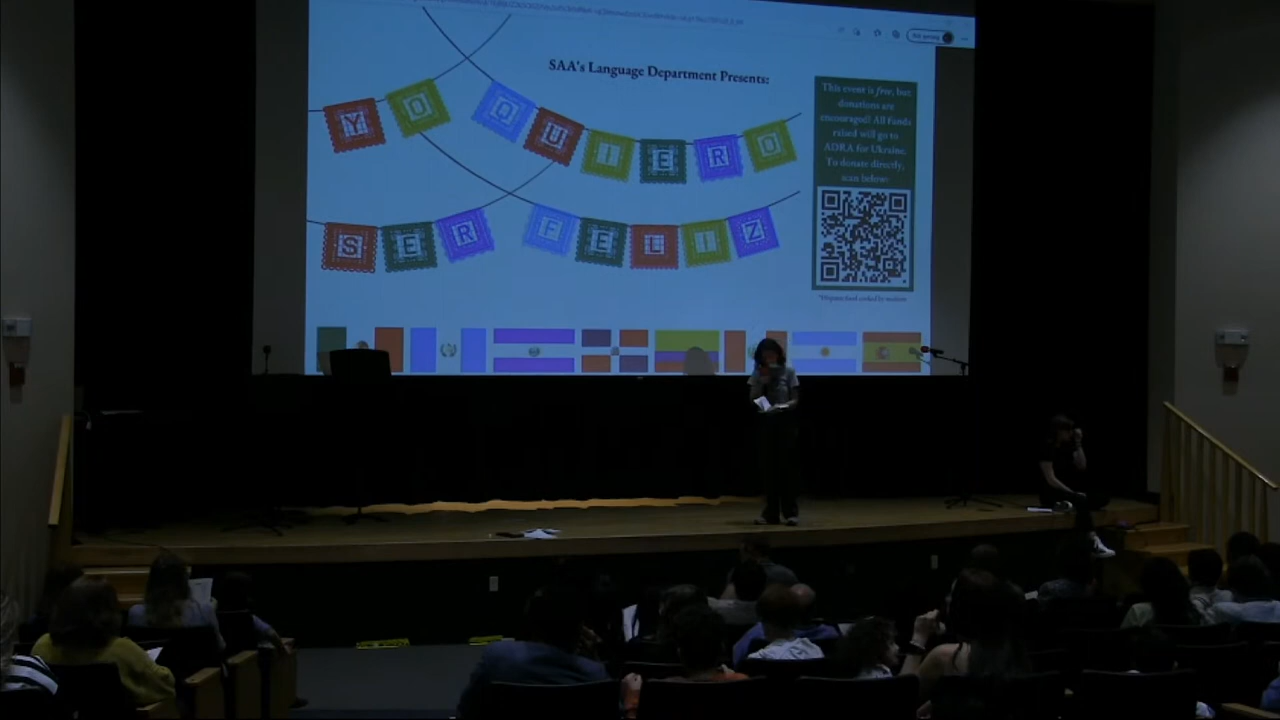 SAA's Language Department Presents:
YO QUIERO
SER FELIZ
This event is free, but
donations are
encouraged! All Funds
raised will go to
ADRA for Ukraine.
To donate directly,
scan below: